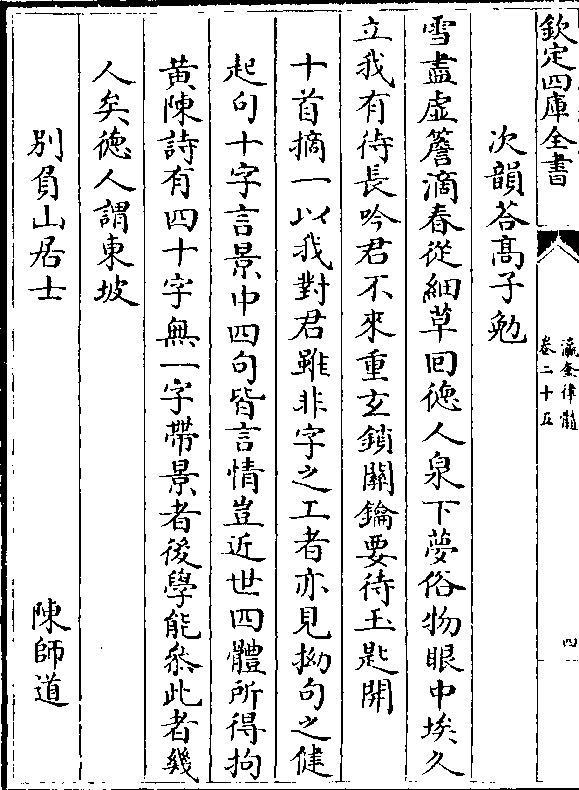 欽定四庫全書
瀛奎律髓
卷二十五
四
次韻荅髙子勉
雪盡虚簷滴春從細草回徳人泉下夢俗物眼中埃久
立我有待長吟君不來重𤣥鎖關鑰要待玉匙開
十首摘一以我對君雖非字之工者亦見拗句之健
起句十字言景中四句皆言情豈近世四體所得拘
黄陳詩有四十字無一字帶景者後學能叅此者幾
人矣徳人謂東坡
别負山居士　陳師道